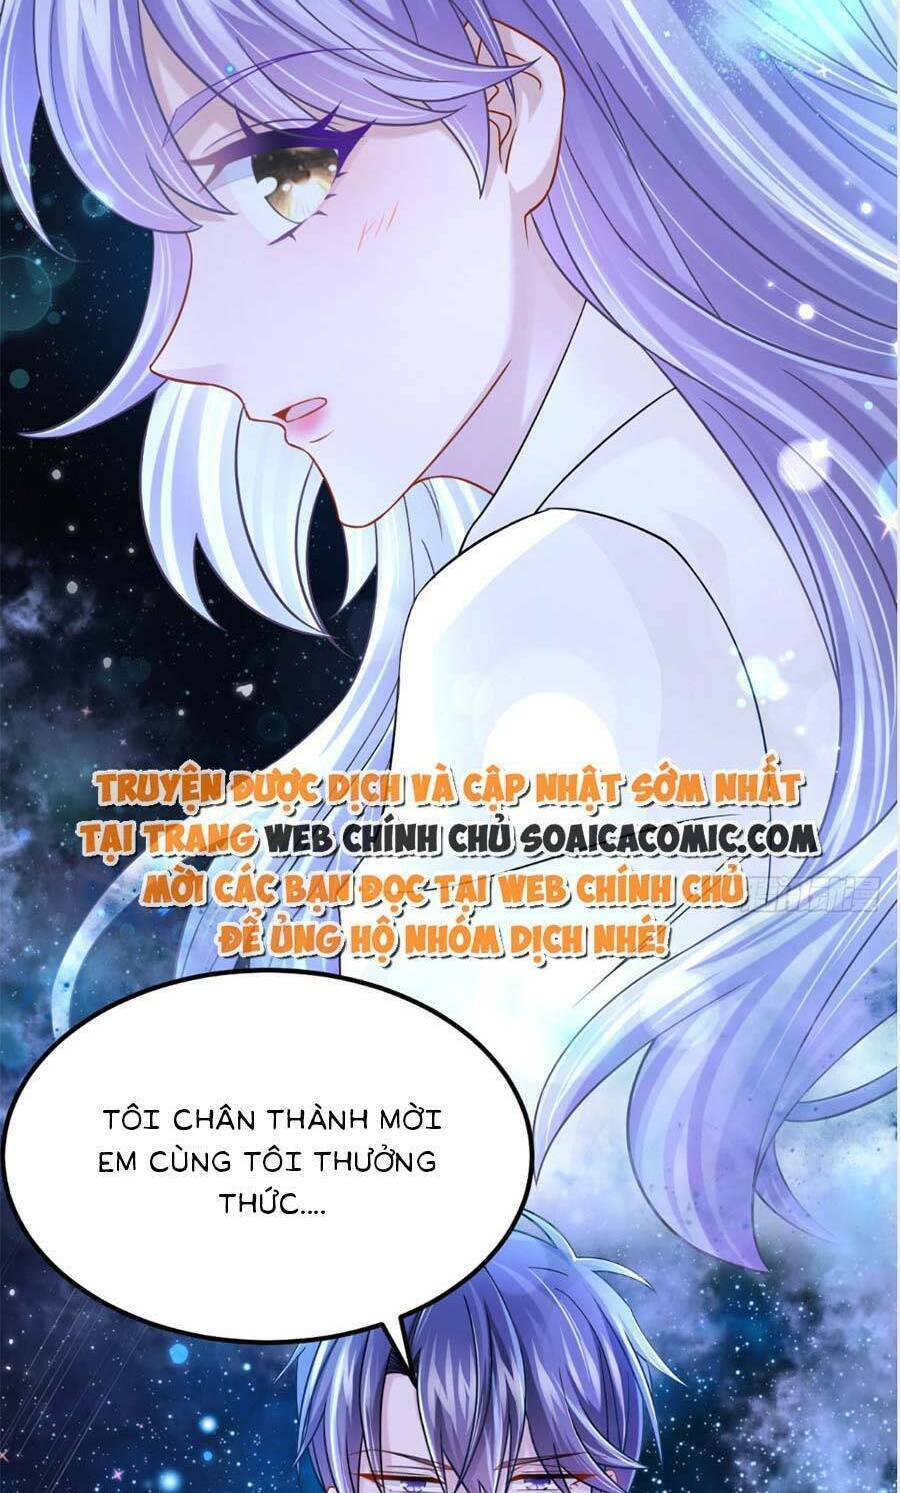 TRUYỆN ĐƯỢC DỊCH VÀ CẬP NHẬT SỚM NHẤT
TẠI TRANG WEB CHÍNH CHỦ SOAICACOMIC.COM
MỜI CÁC BẠN ĐỌC TẠI WEB CHÍNH CHỦ
ĐỂ ỦNG HỘ NHÓM DỊCH NHÉ!
TÔI CHÂN THÀNH MỜI
EM CÙNG TÔI THƯỞNG
THỨC....